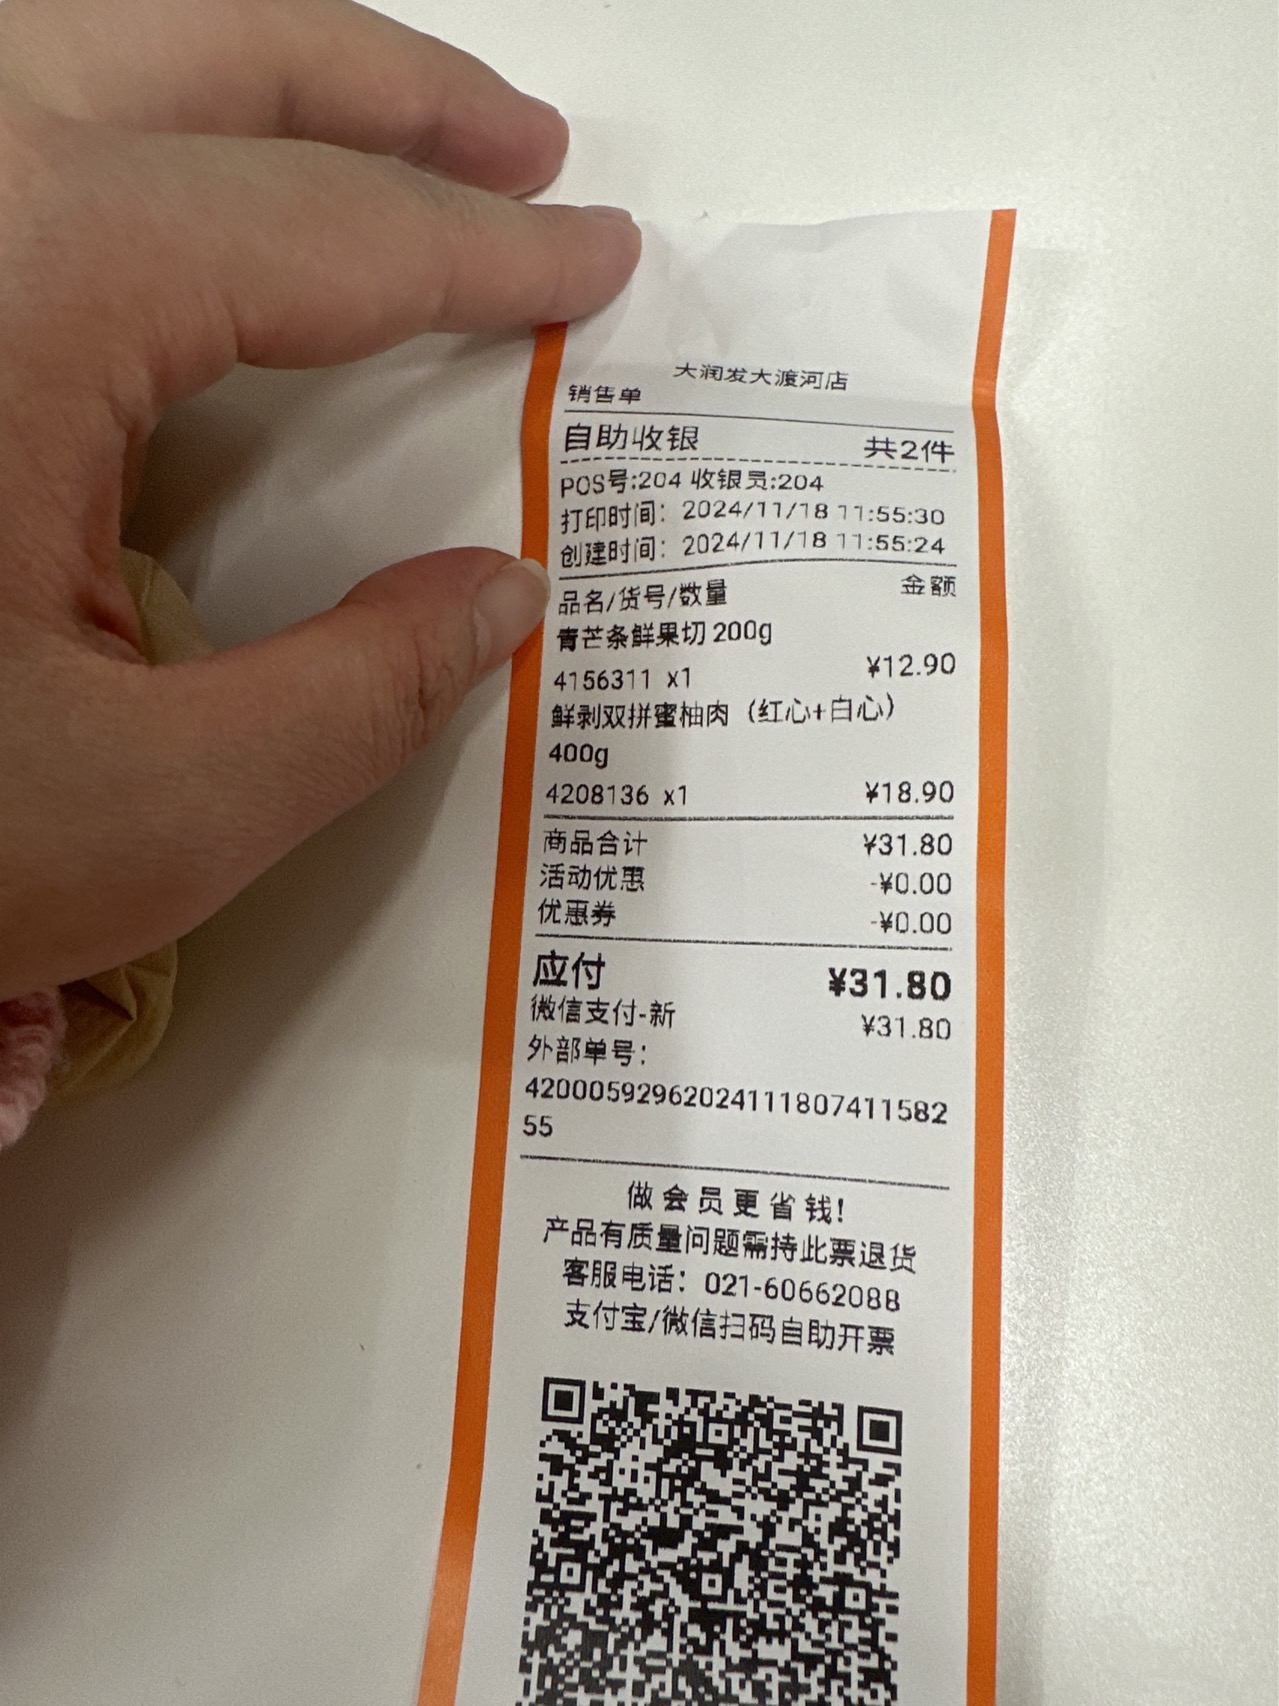 大润发大渡河店
销售单
自助收银 共2件
POS号:204 收银员:204
打印时间: 2024/11/18 11:55:30
创建时间: 2024/11/18 11:55:24
品名/货号/数量 金额
青芒条鲜果切 200g
4156311 x1 ¥12.90
鲜剥双拼蜜柚肉（红心+白心）
400g
4208136 x1 ¥18.90
商品合计 ¥31.80
活动优惠 -¥0.00
优惠券 -¥0.00
应付 ¥31.80
微信支付-新 ¥31.80
外部单号:
42000592962024111807411582
55
做会员更省钱!
产品有质量问题需持此票退货
客服电话: 021-60662088
支付宝/微信扫码自助开票